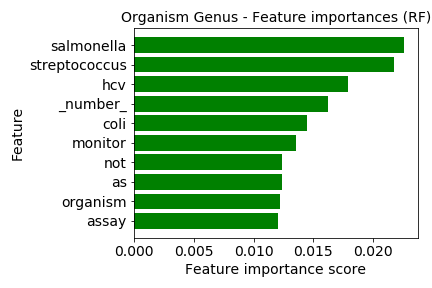 Organism Genus - Feature importances (RF)
salmonella
streptococcus
hcv
_number_
coli
monitor
not
as
organism
assay
Feature
0.000 0.005 0.010 0.015 0.020
Feature importance score